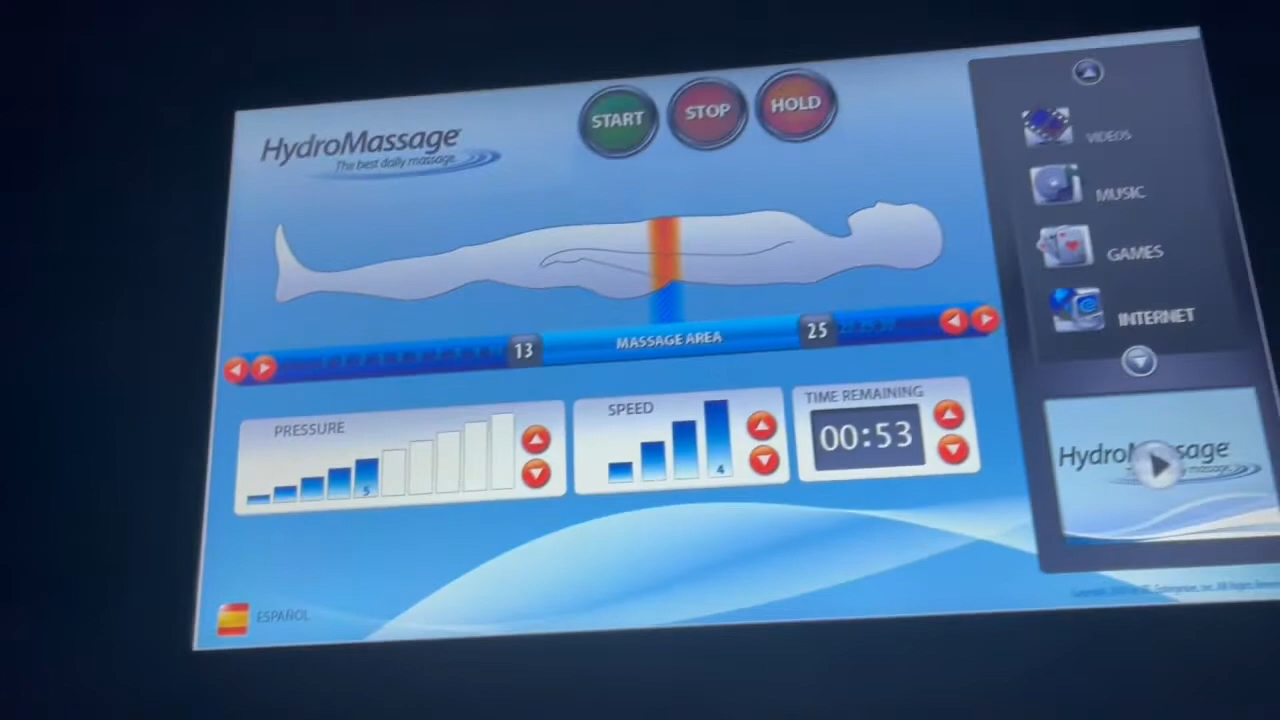 HydroMassage
The best daily massage.
START
STOP
HOLD
VIDEOS
MUSIC
GAMES
INTERNET
13
MASSAGE AREA
25
PRESSURE
5
SPEED
4
TIME REMAINING
00:53
ESPAÑOL